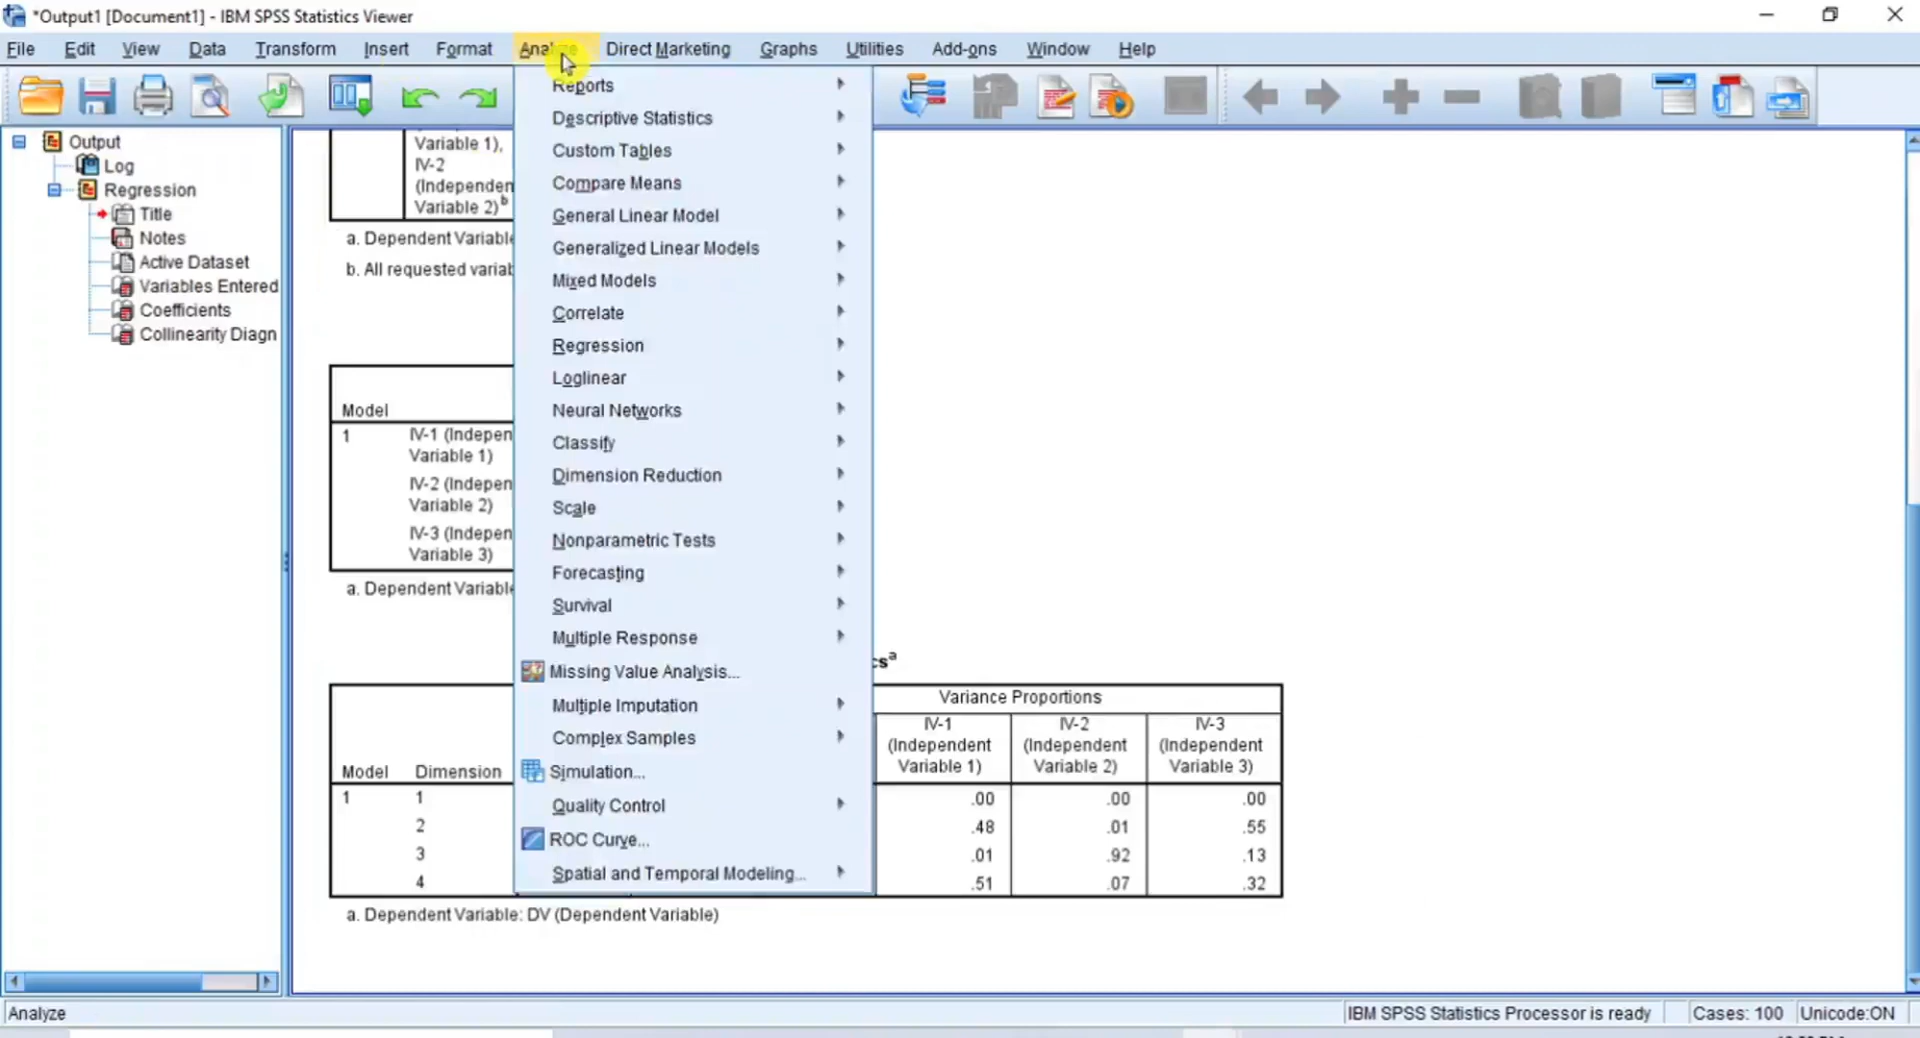 *Output1 [Document1] - IBM SPSS Statistics Viewer
File Edit View Data Transform Insert Format Analyze Direct Marketing Graphs Utilities Add-ons Window Help
Reports
Descriptive Statistics
Custom Tables
Compare Means
General Linear Model
Generalized Linear Models
Mixed Models
Correlate
Regression
Loglinear
Neural Networks
Classify
Dimension Reduction
Scale
Nonparametric Tests
Forecasting
Survival
Multiple Response
Missing Value Analysis...
Multiple Imputation
Complex Samples
Simulation...
Quality Control
ROC Curve...
Spatial and Temporal Modeling...
Output
Log
Regression
Title
Notes
Active Dataset
Variables Entered
Coefficients
Collinearity Diagn
Variable 1),
IV-2
(Independen
Variable 2)b
a. Dependent Variable
b. All requested variab
Model
1 IV-1 (Indepen
Variable 1)
IV-2 (Indepen
Variable 2)
IV-3 (Indepen
Variable 3)
a. Dependent Variable
csa
Variance Proportions
IV-1 IV-2 IV-3
(Independent (Independent (Independent
Model Dimension Variable 1) Variable 2) Variable 3)
1 1 .00 .00 .00
2 .48 .01 .55
3 .01 .92 .13
4 .51 .07 .32
a. Dependent Variable: DV (Dependent Variable)
Analyze IBM SPSS Statistics Processor is ready Cases: 100 Unicode:ON